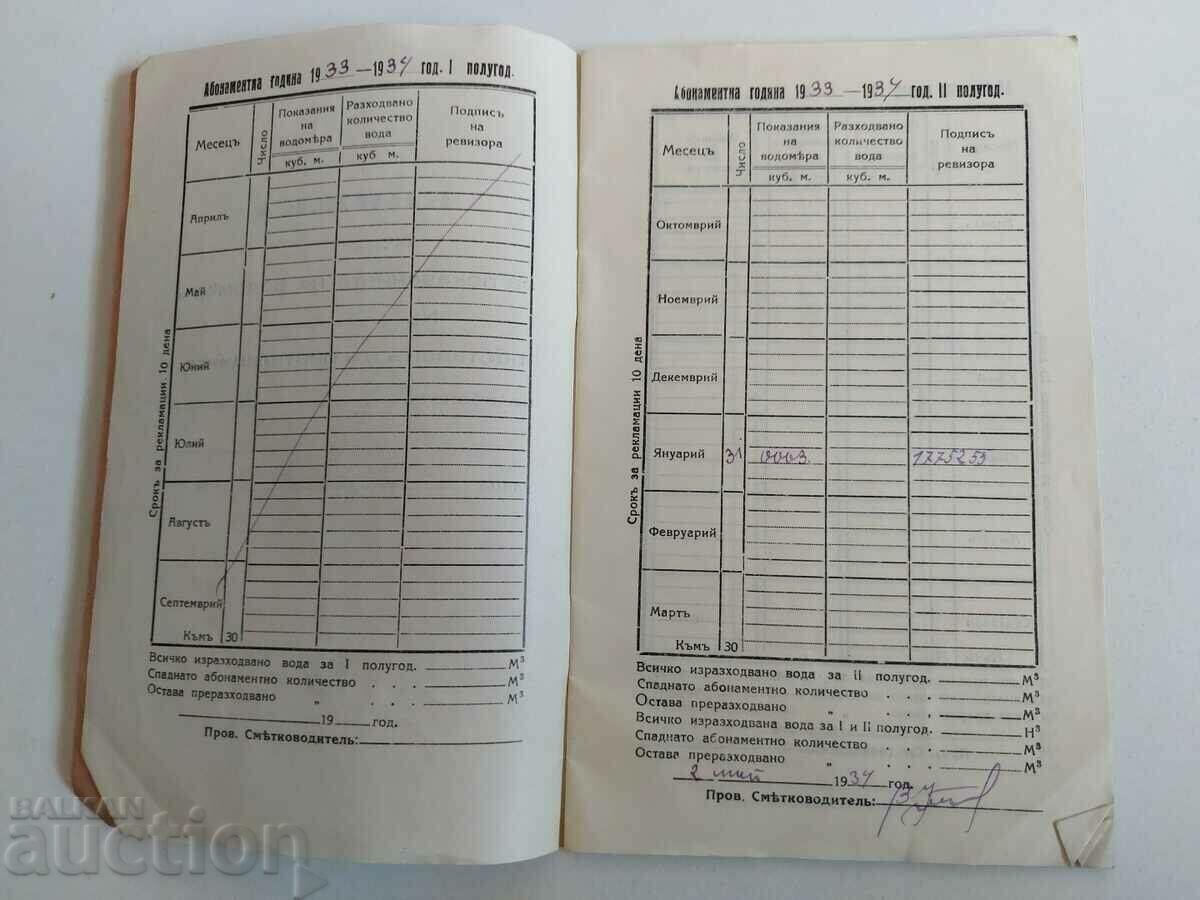 Абонаментна година 1933—1934 год. I полугод.
Месецъ
Число
Показания на водомѣра
куб. м.
Разходвано количество вода
куб м.
Подписъ на ревизора
Априлъ
Май
Юний
Юлий
Августъ
Септемврий
Къмъ 30
Срокъ за рекламации 10 дена
Всичко изразходвано вода за I полугод. М³
Спаднато абонаментно количество . . . М³
Остава преразходвано „ . . . М³
19 год.
Пров. Смѣтководитель:
Абонаментна година 1933—1934 год. II полугод.
Месецъ
Число
Показания на водомѣра
куб. м.
Разходвано количество вода
куб. м.
Подписъ на ревизора
Октомврий
Ноемврий
Декемврий
Януарий 31 0003 1775253
Февруарий
Мартъ
Къмъ 30
Срокъ за рекламации 10 дена
Всичко изразходвано вода за II полугод. М³
Спаднато абонаментно количество . . . М³
Остава преразходвано „ . . . М³
Всичко изразходвана вода за I и II полугод. Н³
Спаднато абонаментно количество . . . М³
Остава преразходвано „ . . . М³
2 май 1934 год.
Пров. Смѣтководитель:
BALKAN
auction